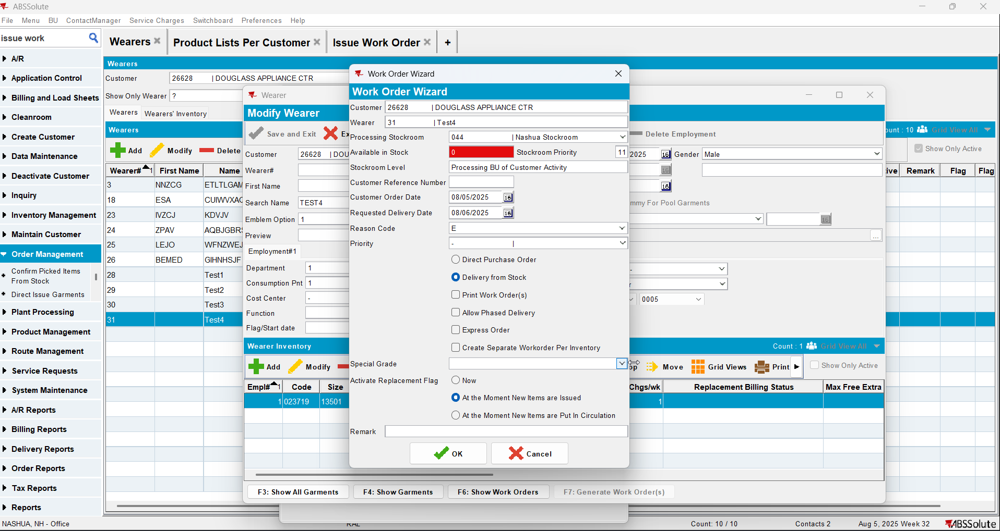 ABSSolute
File Menu BU ContactManager Service Charges Switchboard Preferences Help
issue work
Wearers
Product Lists Per Customer
Issue Work Order
+
A/R
Application Control
Billing and Load Sheets
Cleanroom
Create Customer
Data Maintenance
Deactivate Customer
Inquiry
Inventory Management
Maintain Customer
Order Management
Confirm Picked Items
From Stock
Direct Issue Garments
Plant Processing
Product Management
Route Management
Service Requests
System Maintenance
A/R Reports
Billing Reports
Delivery Reports
Order Reports
Tax Reports
Reports
Wearers
Customer 26628 | DOUGLASS APPLIANCE CTR
Show Only Wearer ?
Wearers Wearers' Inventory
Wearers
ount : 10 Grid View All
Add Modify Delete
Show Only Active
Wearer# 1 First Name Name
ive Remark Flag Flag
3 NNZCG ETLTLGAM
18 ESA CUIWVXAC
23 IVZCJ KDVJV
24 ZPAV AQBJGBR
25 LEJO WFNZWEJ
26 BEMED GIHNHSJF
28 Test1
29 Test2
30 Test3
31 Test4
Wearer
Modify Wearer
Save and Exit Ex
Delete Employment
Customer 26628 | DOU
2025 16 Gender Male
Wearer#
16
First Name
16
Search Name TEST4
mmy For Pool Garments
Emblem Option 1
16
Preview
...
Employment#1
Department 1
-
Consumption Pnt 1
r
Cost Center -
0005
Function
Flag/Start date
Wearer Inventory
Count : 1 Grid View All
Add Modify
op Move Grid Views Print
Show Only Active
Empl# 1 Code Size
Chgs/wk Replacement Billing Status Max Free Extra
1 023719 13501
1
F3: Show All Garments F4: Show Garments F6: Show Work Orders F7: Generate Work Order(s)
Work Order Wizard
Work Order Wizard
Customer 26628 | DOUGLASS APPLIANCE CTR
Wearer 31 | Test4
Processing Stockroom 044 | Nashua Stockroom
Available in Stock 0 Stockroom Priority 11
Stockroom Level Processing BU of Customer Activity
Customer Reference Number
Customer Order Date 08/05/2025 16
Requested Delivery Date 08/06/2025 16
Reason Code E
Priority - |
Direct Purchase Order
Delivery from Stock
Print Work Order(s)
Allow Phased Delivery
Express Order
Create Separate Workorder Per Inventory
Special Grade
Activate Replacement Flag Now
At the Moment New Items are Issued
At the Moment New Items are Put In Circulation
Remark
OK Cancel
NASHUA, NH - Office
RAL
Count: 10 / 10
Contacts 2
Aug 5, 2025 Week 32
ABSSolute